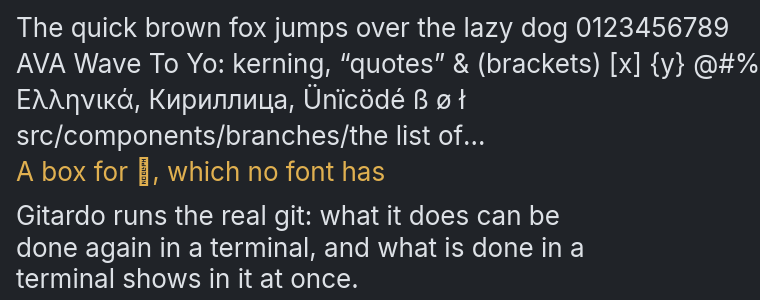 The quick brown fox jumps over the lazy dog 0123456789
AVA Wave To Yo: kerning, “quotes” & (brackets) [x] {y} @#%
Ελληνικά, Кириллица, Ünïcödé ß ø ł
src/components/branches/the list of…
A box for , which no font has
Gitardo runs the real git: what it does can be
done again in a terminal, and what is done in a
terminal shows in it at once.